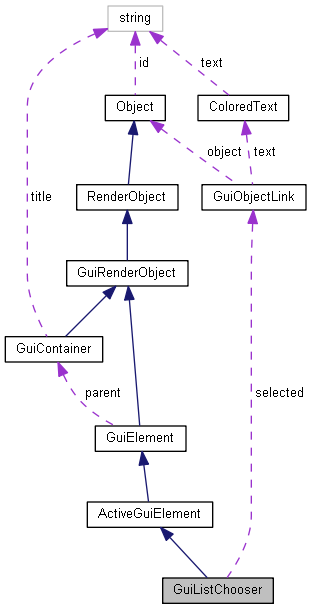 string
id
text
Object
ColoredText
object
text
RenderObject
GuiObjectLink
title
GuiRenderObject
GuiContainer
parent
selected
GuiElement
ActiveGuiElement
GuiListChooser